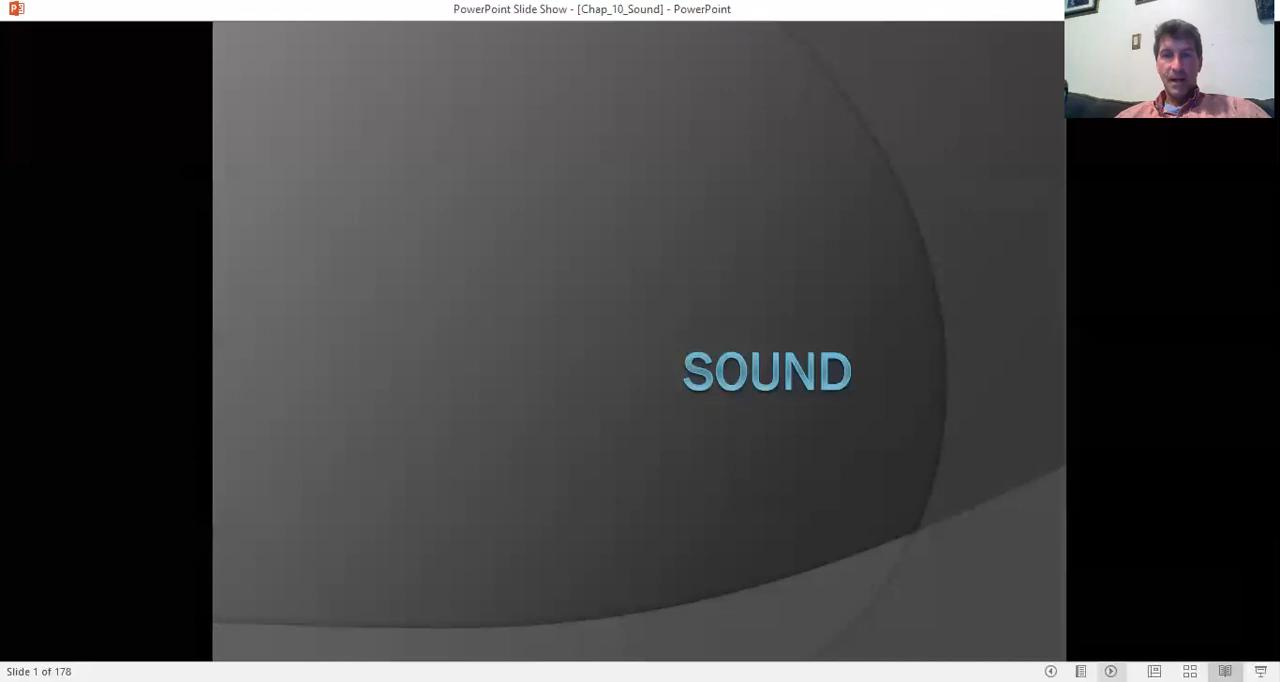 PowerPoint Slide Show - [Chap_10_Sound] - PowerPoint
SOUND
Slide 1 of 178